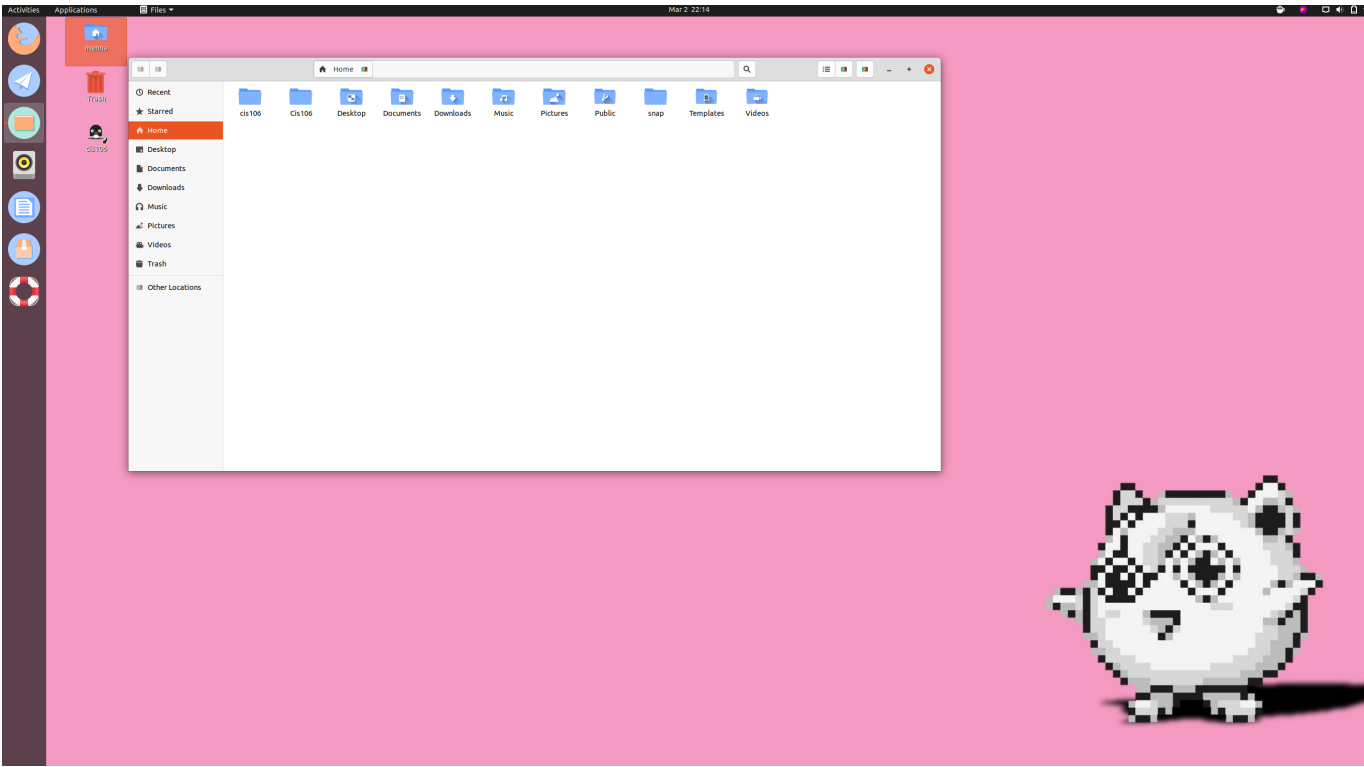 Activities Applications Files Mar 2 22:14
menna
Trash
cis106
Home
Recent
Starred
Home
Desktop
Documents
Downloads
Music
Pictures
Videos
Trash
Other Locations
cis106 Cis106 Desktop Documents Downloads Music Pictures Public snap Templates Videos